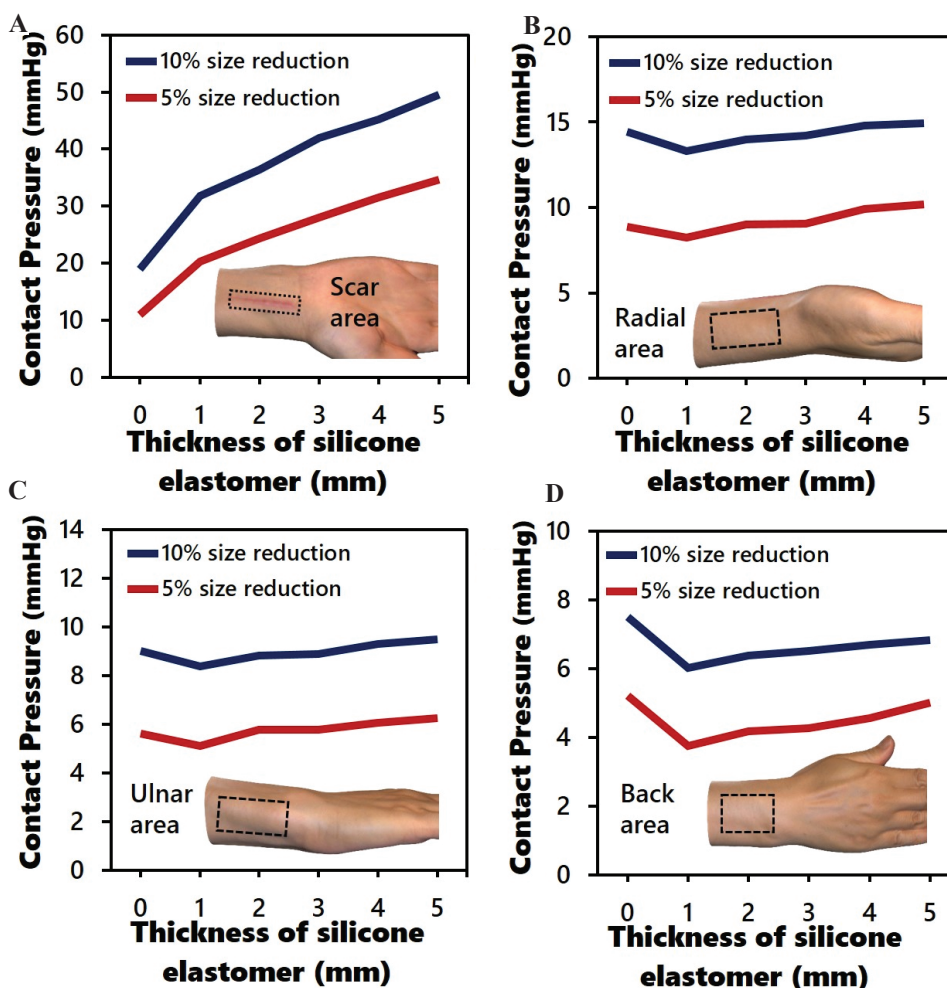 A
Contact Pressure (mmHg)
60
50
40
30
20
10
0
10% size reduction
5% size reduction
Scar
area
0 1 2 3 4 5
Thickness of silicone
elastomer (mm)
B
Contact Pressure (mmHg)
20
15
10
5
0
10% size reduction
5% size reduction
Radial
area
0 1 2 3 4 5
Thickness of silicone
elastomer (mm)
C
Contact Pressure (mmHg)
14
12
10
8
6
4
2
0
10% size reduction
5% size reduction
Ulnar
area
0 1 2 3 4 5
Thickness of silicone
elastomer (mm)
D
Contact Pressure (mmHg)
10
8
6
4
2
0
10% size reduction
5% size reduction
Back
area
0 1 2 3 4 5
Thickness of silicone
elastomer (mm)